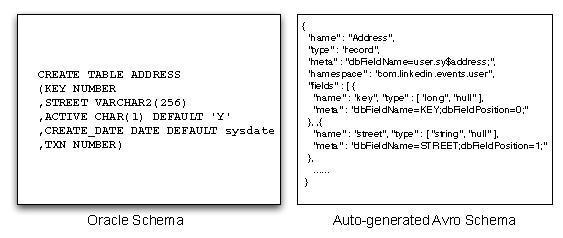 CREATE TABLE ADDRESS
(KEY NUMBER
,STREET VARCHAR2(256)
,ACTIVE CHAR(1) DEFAULT 'Y'
,CREATE_DATE DATE DEFAULT sysdate
,TXN NUMBER)
Oracle Schema
{
"name" : "Address",
"type" : "record",
"meta" : "dbFieldName=user.sy$address;",
"namespace" : "com.linkedin.events.user",
"fields" : [ {
"name" : "key", "type" : [ "long", "null" ],
"meta" : "dbFieldName=KEY;dbFieldPosition=0;"
}, ,{
"name" : "street", "type" : [ "string", "null" ],
"meta" : "dbFieldName=STREET;dbFieldPosition=1;"
},
......
}
Auto-generated Avro Schema